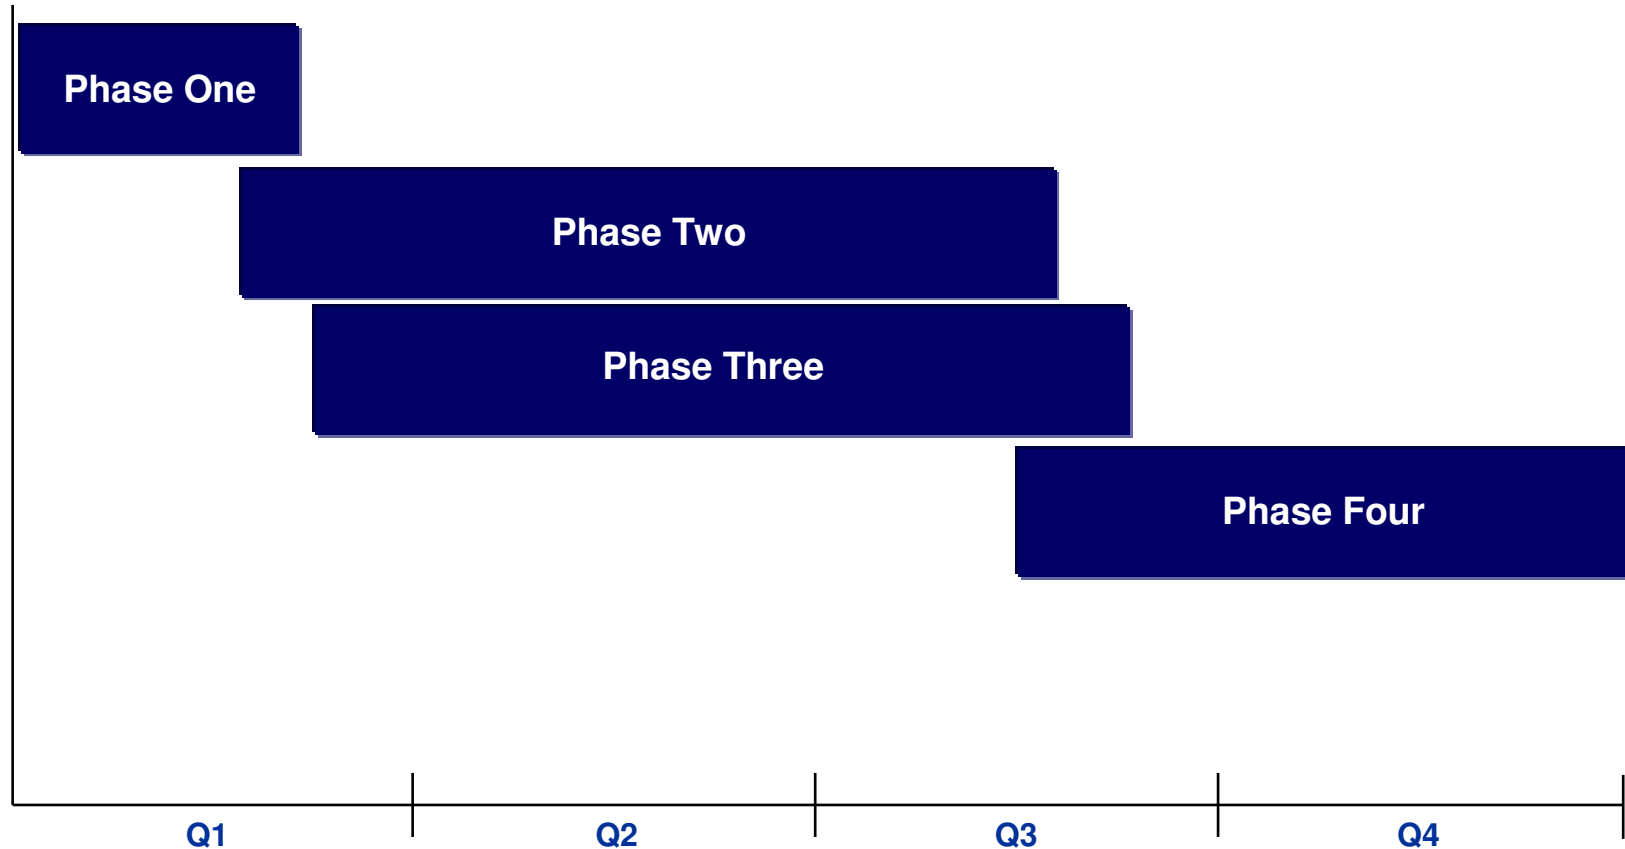 Phase One
Phase Two
Phase Three
Phase Four
Q1 Q2 Q3 Q4